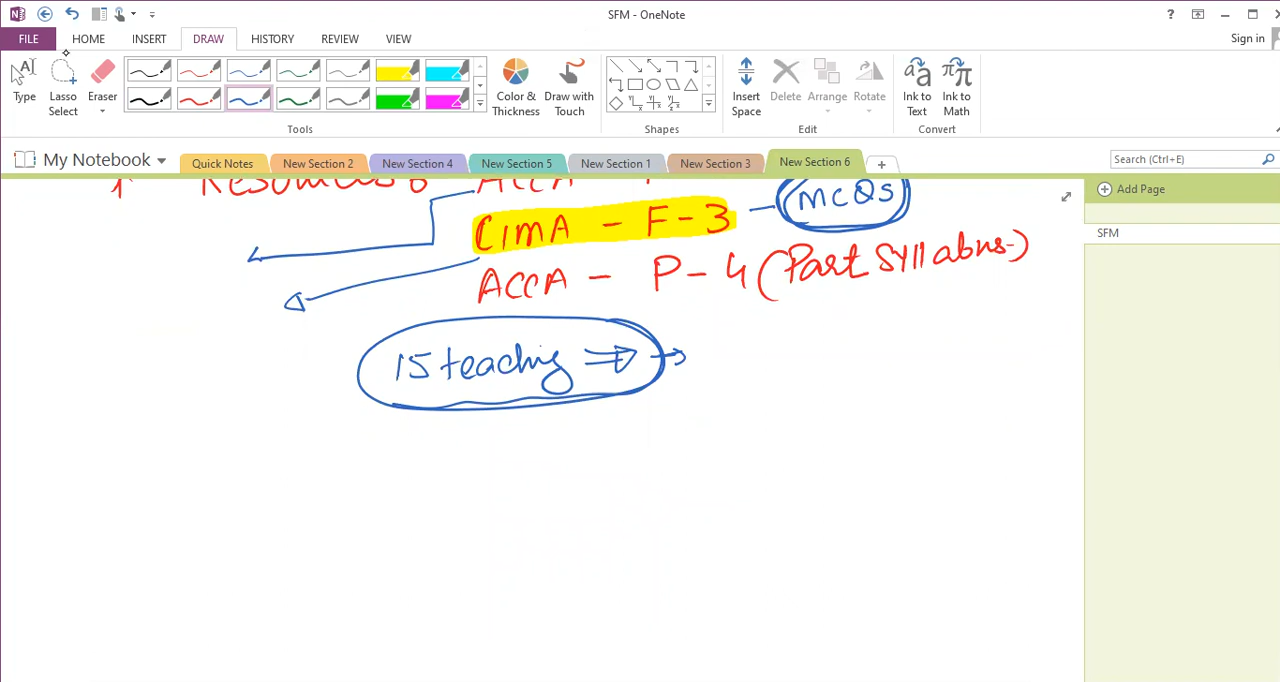 SFM - OneNote
?
Sign in
FILE HOME INSERT DRAW HISTORY REVIEW VIEW
Type Lasso Select Eraser Color & Thickness Draw with Touch Insert Space Delete Arrange Rotate Ink to Text Ink to Math
Tools Shapes Edit Convert
My Notebook Quick Notes New Section 2 New Section 4 New Section 5 New Section 1 New Section 3 New Section 6 + Search (Ctrl+E)
Add Page
SFM
ACCA
CIMA - F-3 - MCQS
ACCA - P-4 (Part Syllabus)
15 teaching